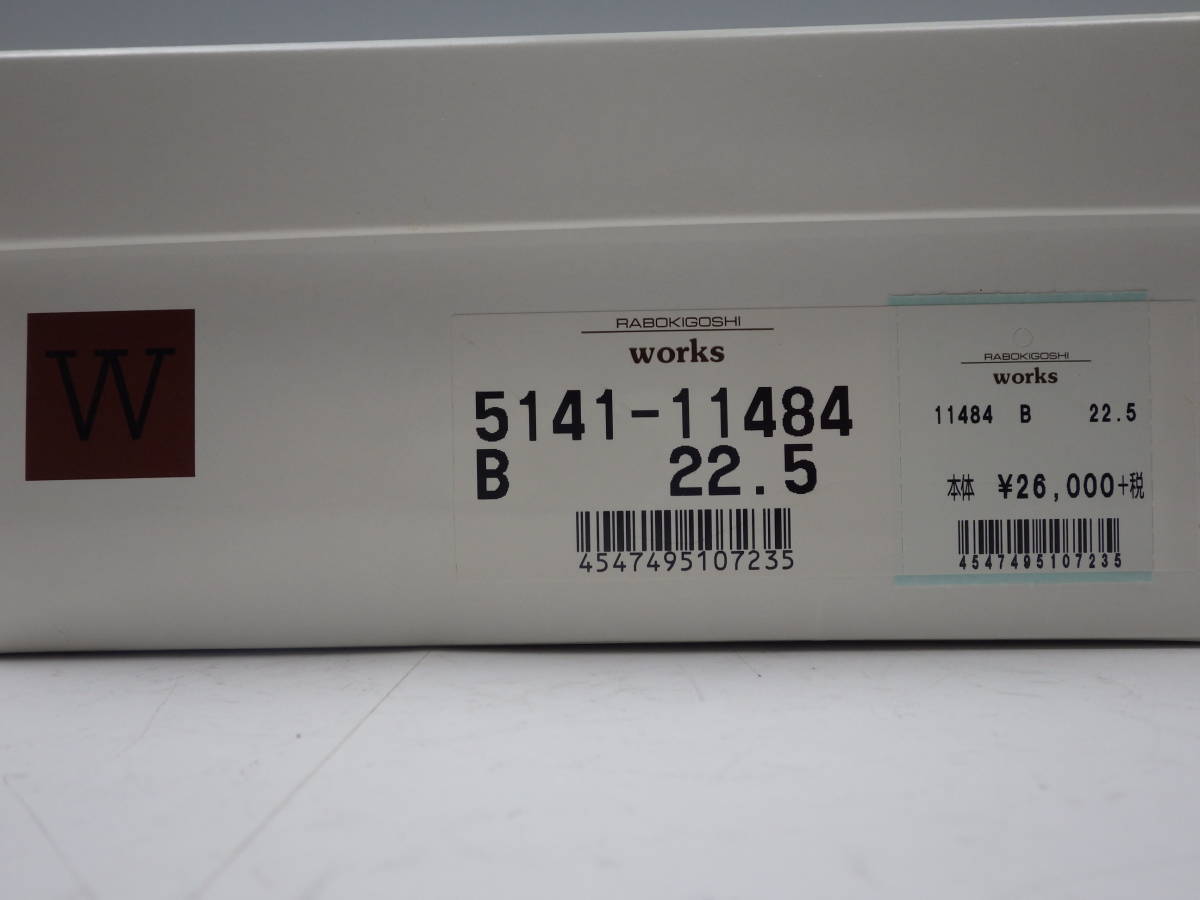 W
RABOKIGOSHI
works
5141-11484
B 22.5
4547495107235
RABOKIGOSHI
works
11484 B 22.5
本体 ¥26,000+税
4547495107235